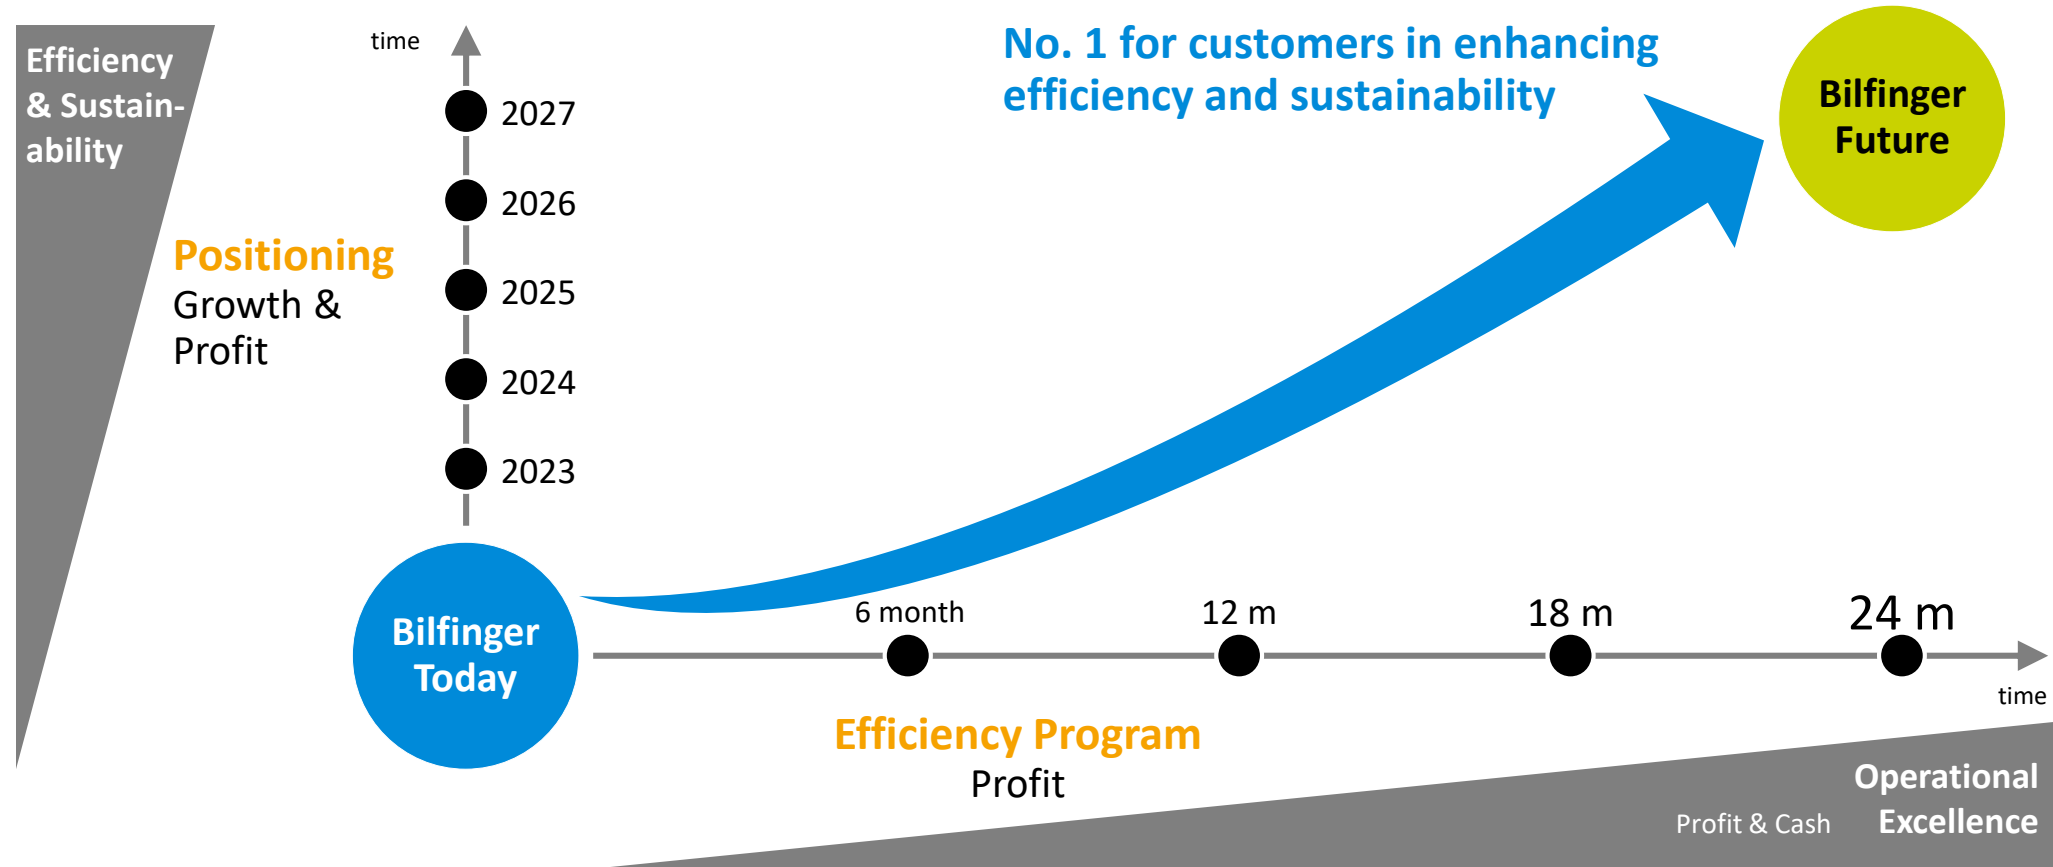 Efficiency
& Sustain-
ability
time
2027
2026
2025
2024
2023
Positioning
Growth &
Profit
No. 1 for customers in enhancing
efficiency and sustainability
Bilfinger
Future
Bilfinger
Today
6 month
12 m
18 m
24 m
time
Efficiency Program
Profit
Operational
Profit & Cash Excellence